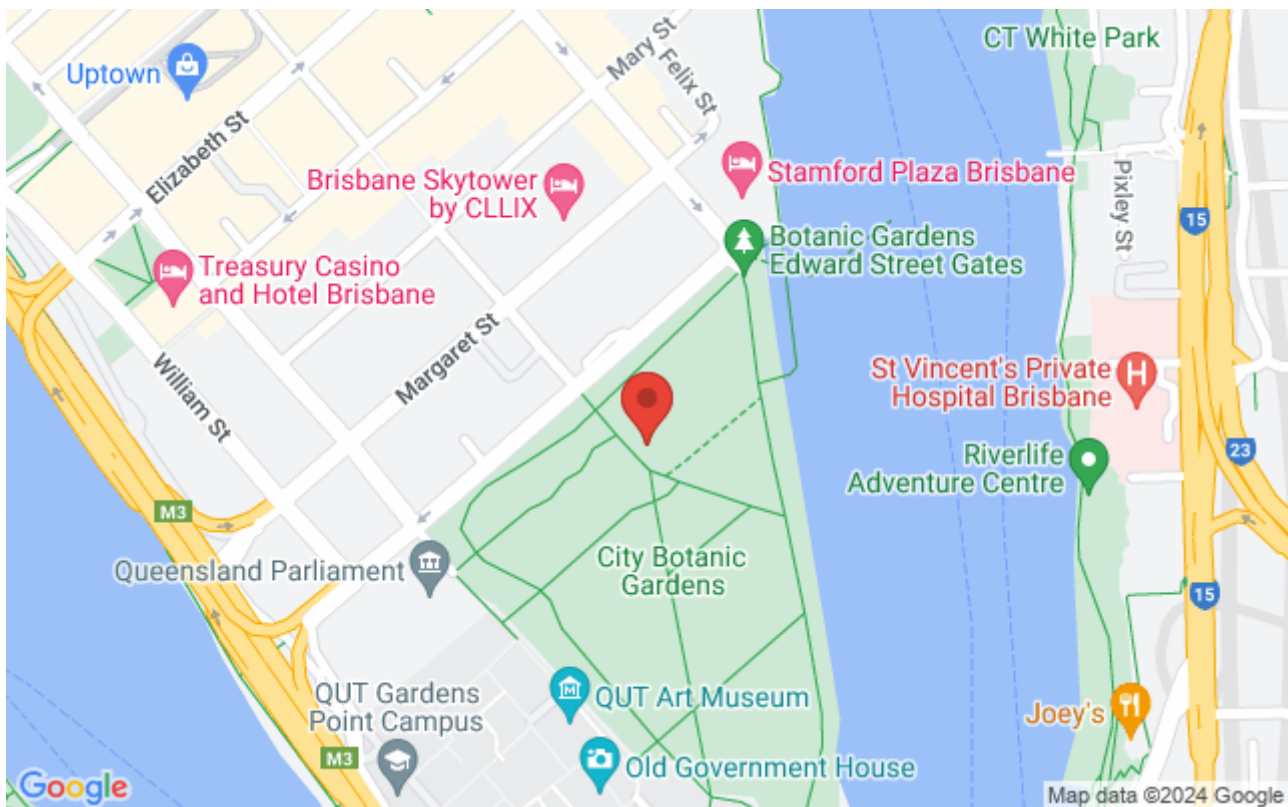 CT White Park
Mary St
Felix St
Uptown
Elizabeth St
Brisbane Skytower
by CLLIX
Stamford Plaza Brisbane
Pixley St
15
Botanic Gardens
Edward Street Gates
Treasury Casino
and Hotel Brisbane
Margaret St
William St
St Vincent's Private
Hospital Brisbane
H
23
Riverlife
Adventure Centre
M3
Queensland Parliament
City Botanic
Gardens
15
QUT Gardens
Point Campus
M
QUT Art Museum
Joey's
M3
Old Government House
Google
Map data ©2024 Google